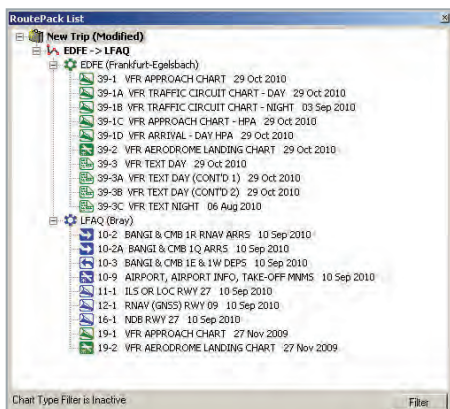 RoutePack List
New Trip (Modified)
EDFE -> LFAQ
EDFE (Frankfurt-Egelsbach)
39-1 VFR APPROACH CHART 29 Oct 2010
39-1A VFR TRAFFIC CIRCUIT CHART - DAY 29 Oct 2010
39-1B VFR TRAFFIC CIRCUIT CHART - NIGHT 03 Sep 2010
39-1C VFR APPROACH CHART - HPA 29 Oct 2010
39-1D VFR ARRIVAL - DAY HPA 29 Oct 2010
39-2 VFR AERODROME LANDING CHART 29 Oct 2010
39-3 VFR TEXT DAY 29 Oct 2010
39-3A VFR TEXT DAY (CONT'D 1) 29 Oct 2010
39-3B VFR TEXT DAY (CONT'D 2) 29 Oct 2010
39-3C VFR TEXT NIGHT 06 Aug 2010
LFAQ (Bray)
10-2 BANGI & CMB 1R RNAV ARRS 10 Sep 2010
10-2A BANGI & CMB 1Q ARRS 10 Sep 2010
10-3 BANGI & CMB 1E & 1W DEPS 10 Sep 2010
10-9 AIRPORT, AIRPORT INFO, TAKE-OFF MNMS 10 Sep 2010
11-1 ILS OR LOC RWY 27 10 Sep 2010
12-1 RNAV (GNSS) RWY 09 10 Sep 2010
16-1 NDB RWY 27 10 Sep 2010
19-1 VFR APPROACH CHART 27 Nov 2009
19-2 VFR AERODROME LANDING CHART 27 Nov 2009
Chart Type Filter is Inactive
Filter